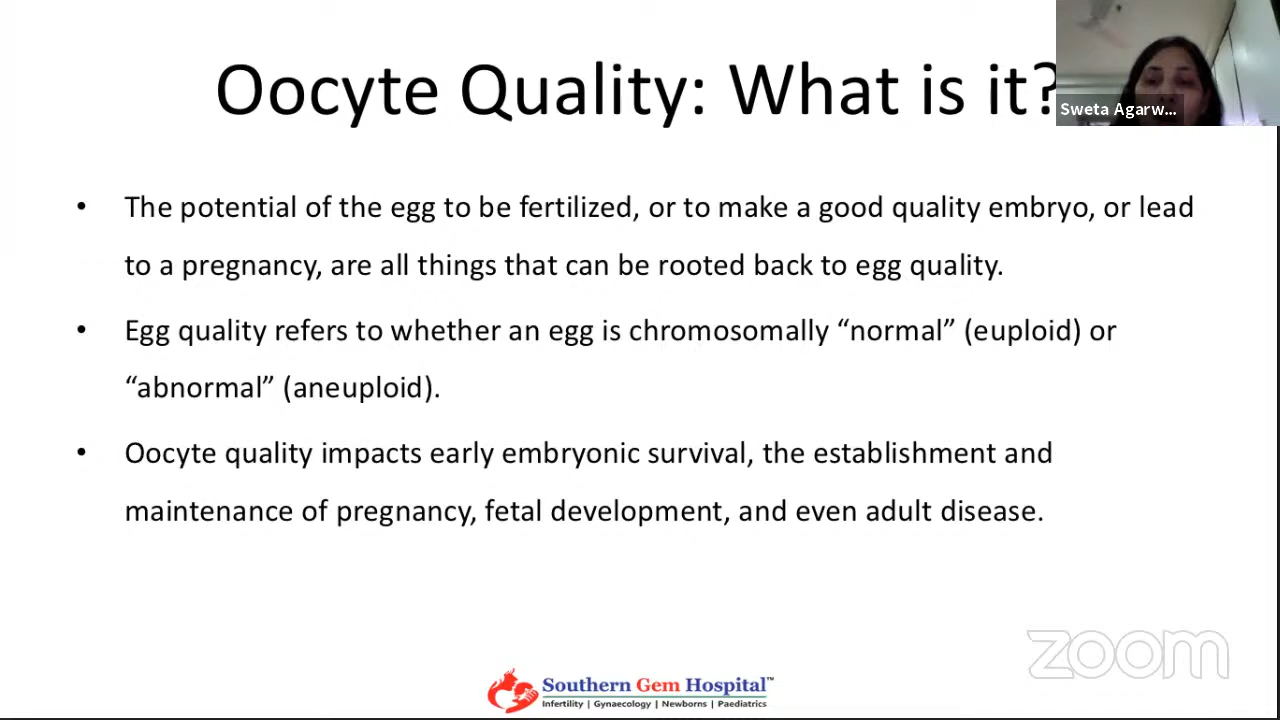 Oocyte Quality: What is it?
Sweta Agarw...
• The potential of the egg to be fertilized, or to make a good quality embryo, or lead
to a pregnancy, are all things that can be rooted back to egg quality.
• Egg quality refers to whether an egg is chromosomally “normal” (euploid) or
“abnormal” (aneuploid).
• Oocyte quality impacts early embryonic survival, the establishment and
maintenance of pregnancy, fetal development, and even adult disease.
zoom
Southern Gem Hospital™
Infertility | Gynaecology | Newborns | Paediatrics